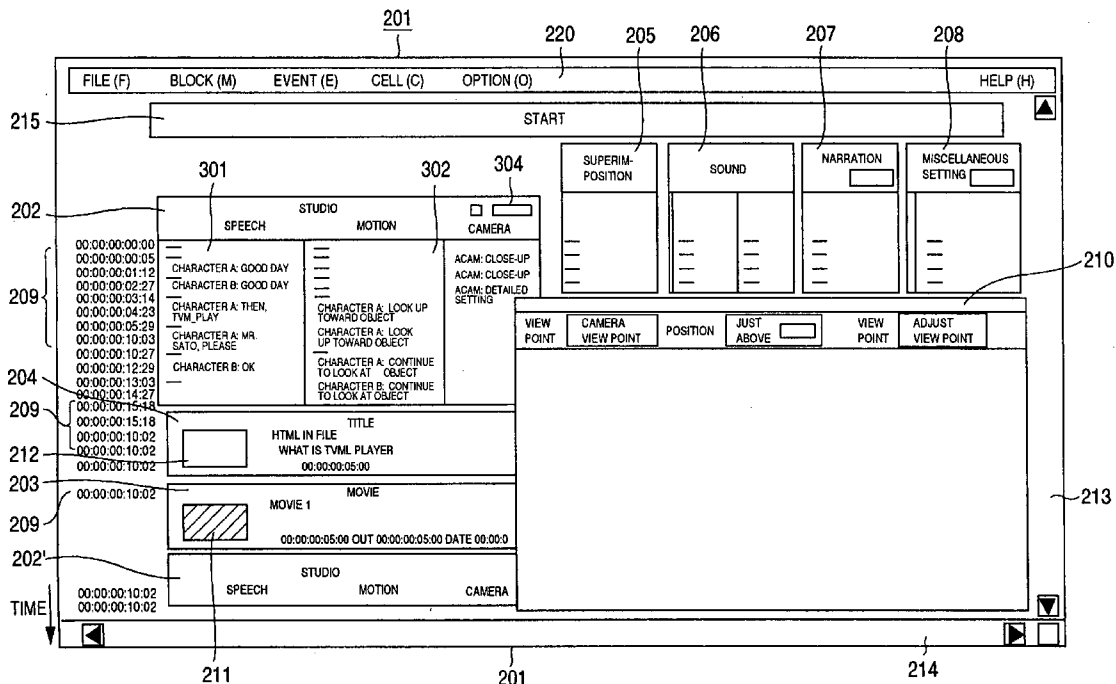 201
205
206
207
208
220
FILE (F) BLOCK (M) EVENT (E) CELL (C) OPTION (O) HELP (H)
215
START
SUPERIM-
POSITION
SOUND
NARRATION
MISCELLANEOUS
SETTING
301
302
304
202
STUDIO
SPEECH MOTION CAMERA
209
00:00:00:00:00
00:00:00:00:05
00:00:00:01:12
00:00:00:02:27
00:00:00:03:14
00:00:00:04:23
00:00:00:05:29
00:00:00:10:03
00:00:00:10:27
00:00:00:12:29
00:00:00:13:03
00:00:00:14:27
00:00:00:15:18
00:00:00:15:18
00:00:00:10:02
00:00:00:10:02
00:00:00:10:02
CHARACTER A: GOOD DAY
CHARACTER B: GOOD DAY
CHARACTER A: THEN,
TVM_PLAY
CHARACTER A: MR.
SATO, PLEASE
CHARACTER B: OK
CHARACTER A: LOOK UP
TOWARD OBJECT
CHARACTER A: LOOK
UP TOWARD OBJECT
CHARACTER A: CONTINUE
TO LOOK AT OBJECT
CHARACTER B: CONTINUE
TO LOOK AT OBJECT
ACAM: CLOSE-UP
ACAM: CLOSE-UP
ACAM: DETAILED
SETTING
210
VIEW
POINT
CAMERA
VIEW POINT
POSITION
JUST
ABOVE
VIEW
POINT
ADJUST
VIEW POINT
204
209
212
TITLE
HTML IN FILE
WHAT IS TVML PLAYER
00:00:00:05:00
203
00:00:00:10:02
209
MOVIE
MOVIE 1
00:00:00:05:00 OUT 00:00:00:05:00 DATE 00:00:0
213
202'
STUDIO
SPEECH MOTION CAMERA
00:00:00:10:02
00:00:00:10:02
TIME
211
201
214